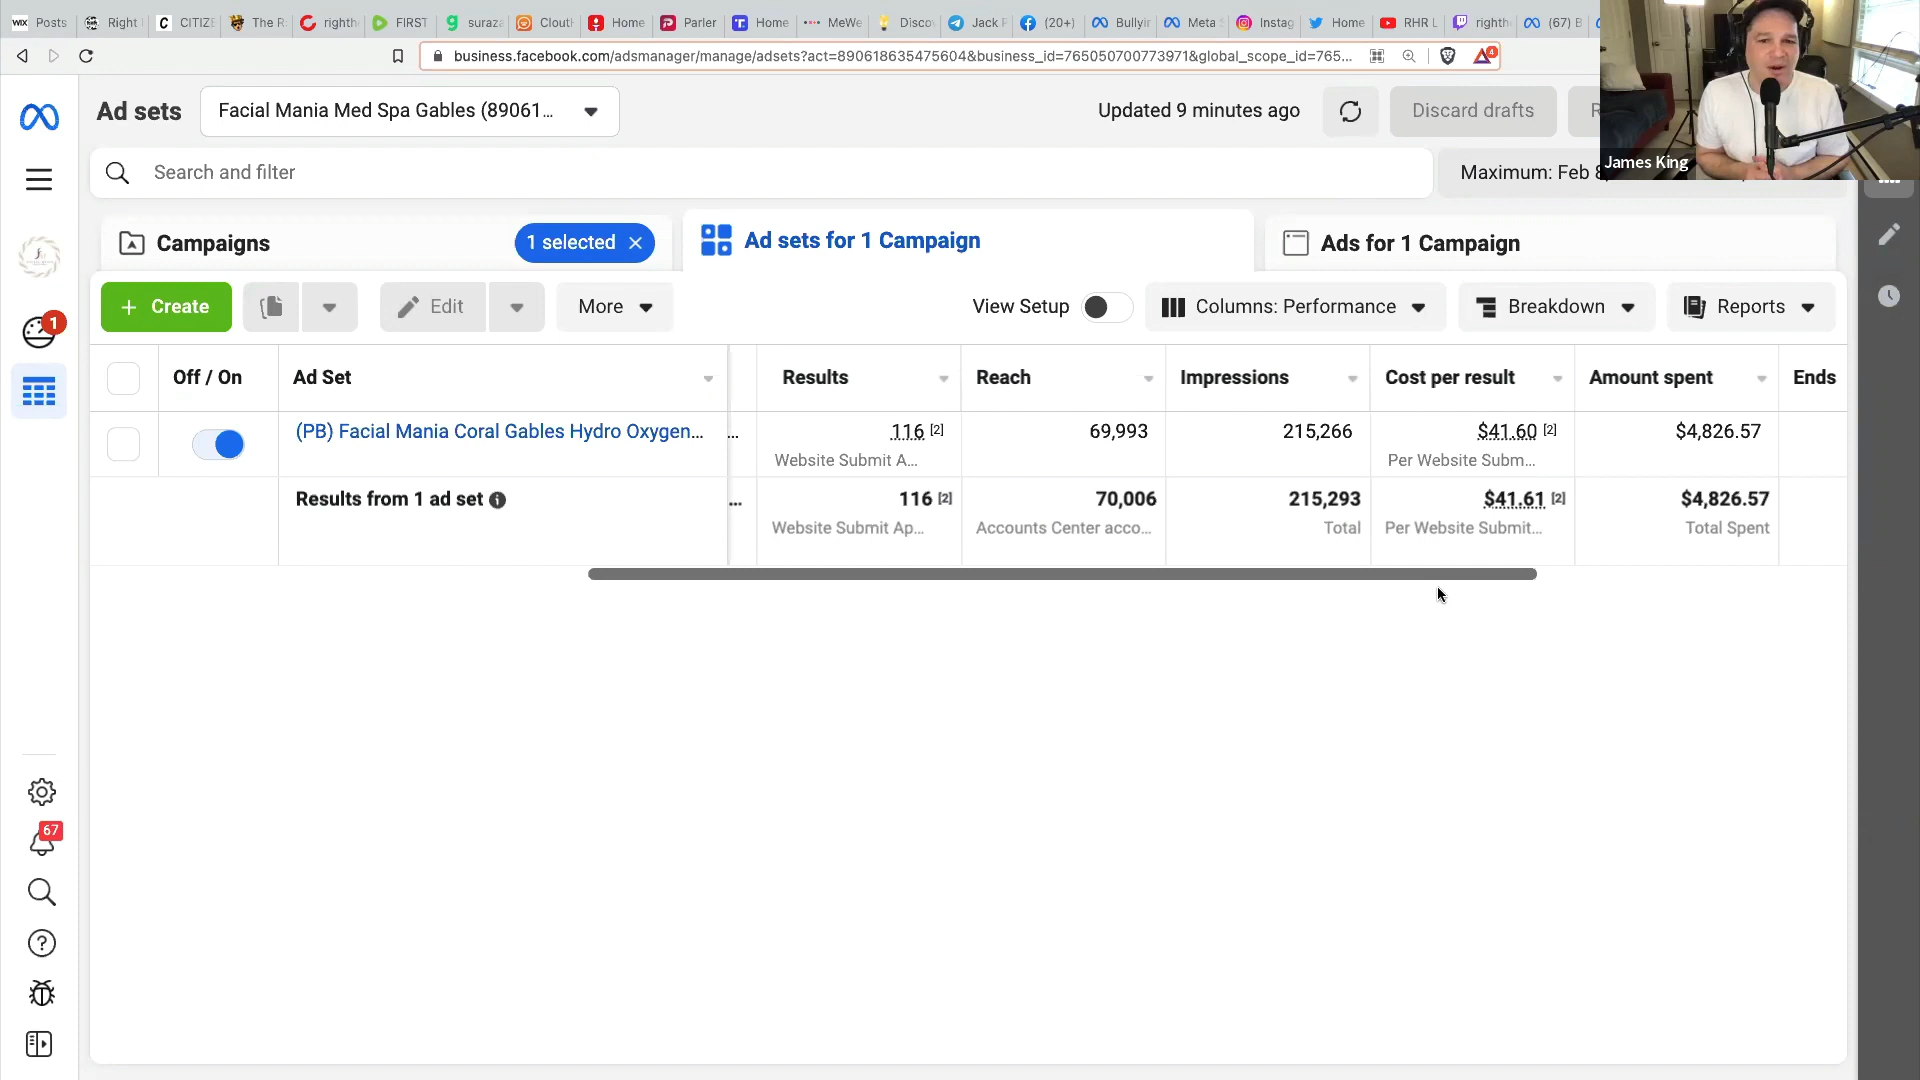 WIX Posts Right C CITIZE The R righth FIRST suraza Clout Home Parler Home MeWe Disco Jack F (20+) Bullyir Meta Instag Home RHR L righth (67) B
business.facebook.com/adsmanager/manage/adsets?act=890618635475604&business_id=765050700773971&global_scope_id=765... 4
Ad sets Facial Mania Med Spa Gables (89061... Updated 9 minutes ago Discard drafts R
James King
Search and filter Maximum: Feb 8
Campaigns 1 selected Ad sets for 1 Campaign Ads for 1 Campaign
+ Create Edit More View Setup Columns: Performance Breakdown Reports
1
Off / On Ad Set Results Reach Impressions Cost per result Amount spent Ends
(PB) Facial Mania Coral Gables Hydro Oxygen... ... 116 [2] 69,993 215,266 $41.60 [2] $4,826.57
Website Submit A... Per Website Subm...
Results from 1 ad set ... 116 [2] 70,006 215,293 $41.61 [2] $4,826.57
Website Submit Ap... Accounts Center acco... Total Per Website Submit... Total Spent
67